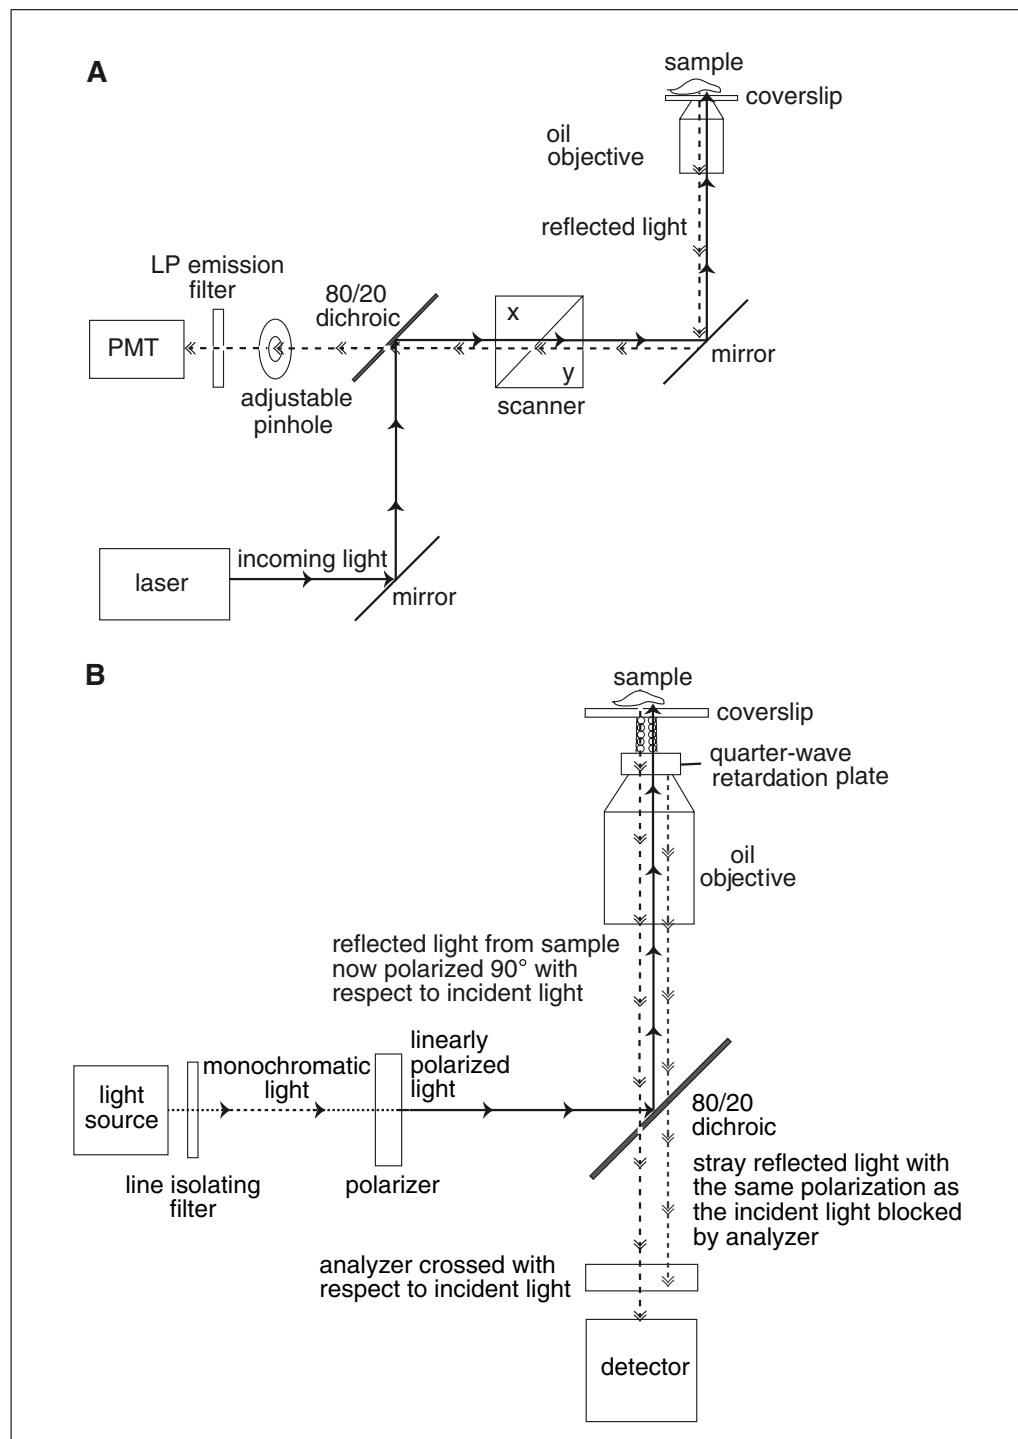 A
sample
coverslip
oil
objective
reflected light
LP emission
filter
80/20
dichroic
x
PMT
mirror
y
adjustable
pinhole
scanner
incoming light
laser
mirror
B
sample
coverslip
quarter-wave
retardation plate
oil
objective
reflected light from sample
now polarized 90° with
respect to incident light
linearly
polarized
light
monochromatic
light
light
source
80/20
dichroic
line isolating
filter
polarizer
stray reflected light with
the same polarization as
the incident light blocked
by analyzer
analyzer crossed with
respect to incident light
detector